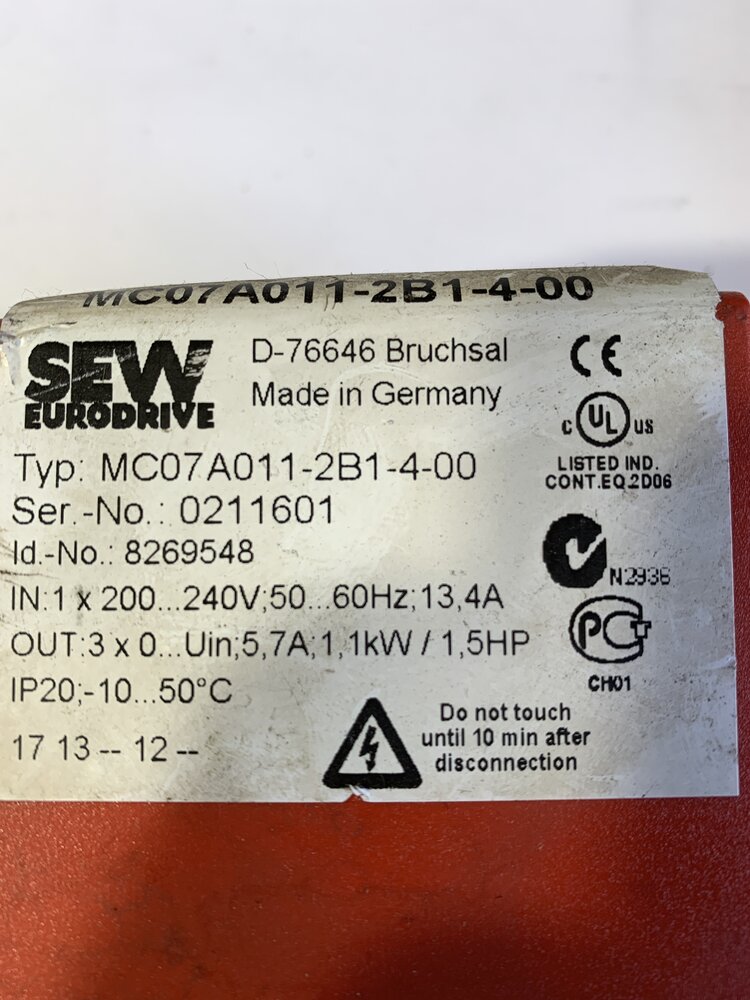 MC07A011-2B1-4-00
SEW
EURODRIVE
D-76646 Bruchsal
Made in Germany
CE
c UL us
LISTED IND.
CONT.EQ.2D06
Typ: MC07A011-2B1-4-00
Ser.-No.: 0211601
Id.-No.: 8269548
N2936
IN:1 x 200...240V;50...60Hz;13,4A
OUT:3 x 0...Uin;5,7A;1,1kW / 1,5HP
PCT
CH01
IP20;-10...50°C
17 13 -- 12 --
Do not touch
until 10 min after
disconnection